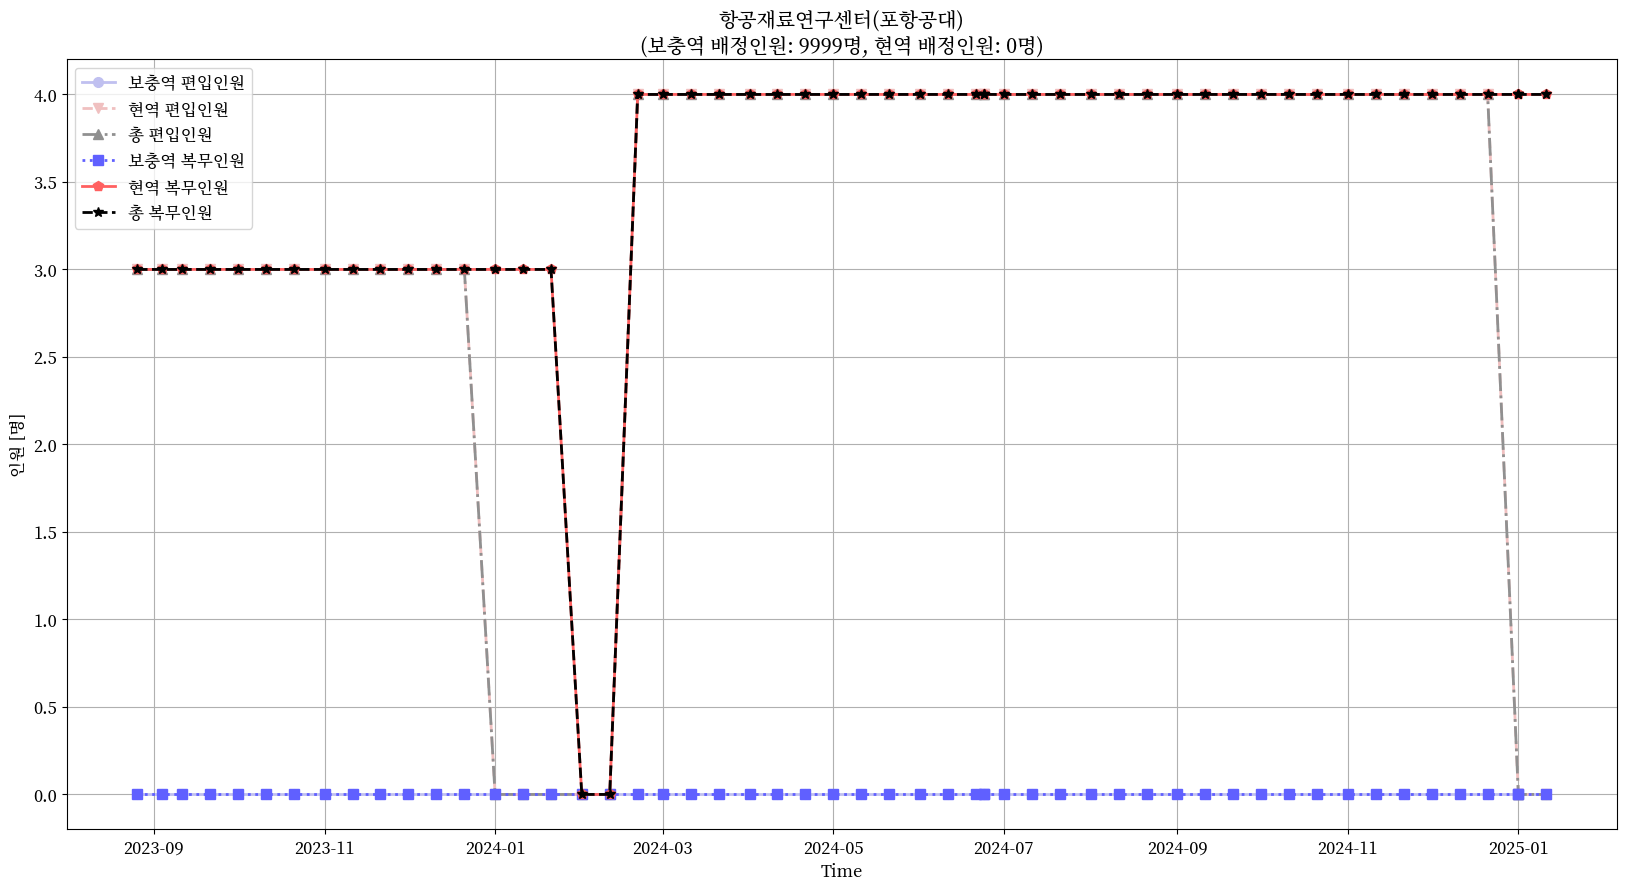 항공재료연구센터(포항공대)
(보충역 배정인원: 9999명, 현역 배정인원: 0명)
보충역 편입인원
현역 편입인원
총 편입인원
보충역 복무인원
현역 복무인원
총 복무인원
4.0
3.5
3.0
2.5
2.0
1.5
1.0
0.5
0.0
인원 [명]
2023-09
2023-11
2024-01
2024-03
2024-05
2024-07
2024-09
2024-11
2025-01
Time